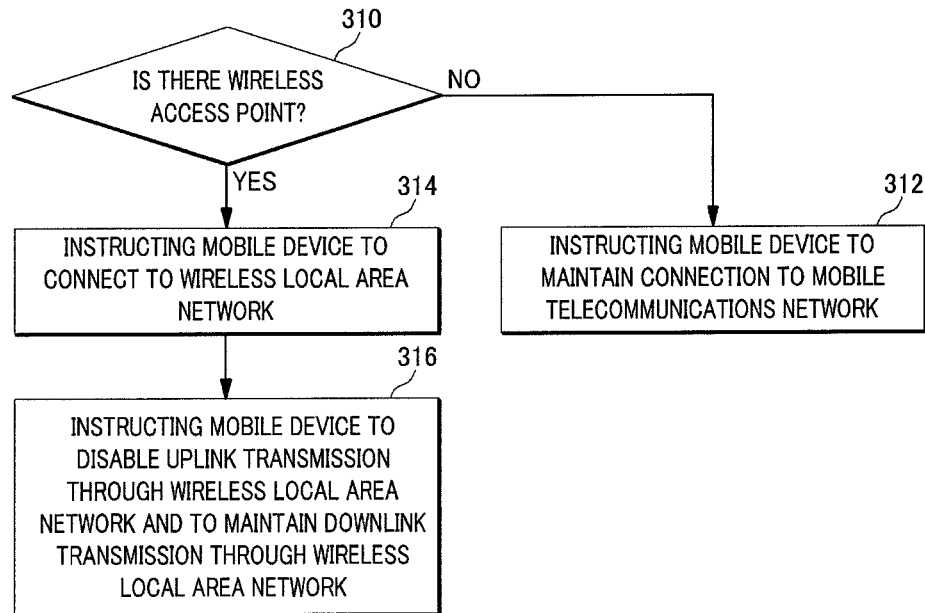 310
IS THERE WIRELESS
ACCESS POINT?
NO
YES
314
INSTRUCTING MOBILE DEVICE TO
CONNECT TO WIRELESS LOCAL AREA
NETWORK
312
INSTRUCTING MOBILE DEVICE TO
MAINTAIN CONNECTION TO MOBILE
TELECOMMUNICATIONS NETWORK
316
INSTRUCTING MOBILE DEVICE TO
DISABLE UPLINK TRANSMISSION
THROUGH WIRELESS LOCAL AREA
NETWORK AND TO MAINTAIN DOWNLINK
TRANSMISSION THROUGH WIRELESS
LOCAL AREA NETWORK